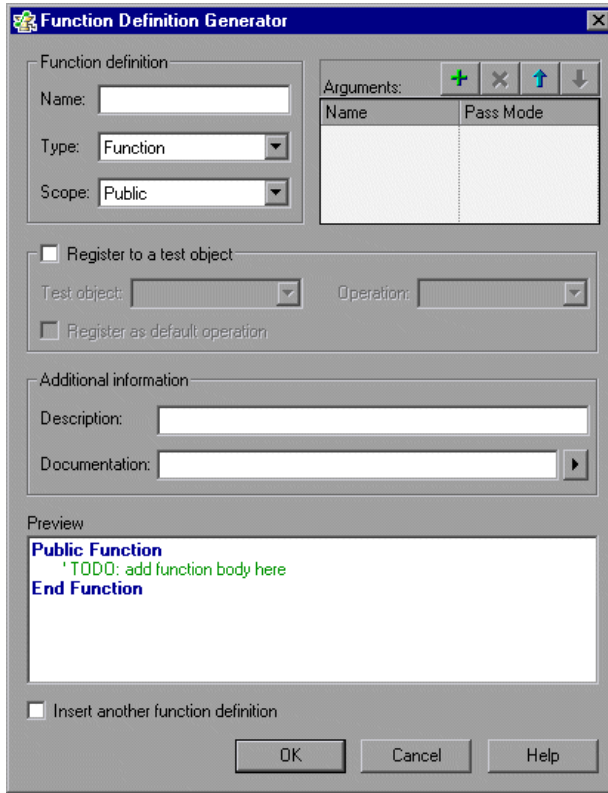 Function Definition Generator
Function definition
Name:
Type: Function
Scope: Public
Arguments:
Name Pass Mode
Register to a test object
Test object: Operation:
Register as default operation
Additional information
Description:
Documentation:
Preview
Public Function
' TODO: add function body here
End Function
Insert another function definition
OK Cancel Help